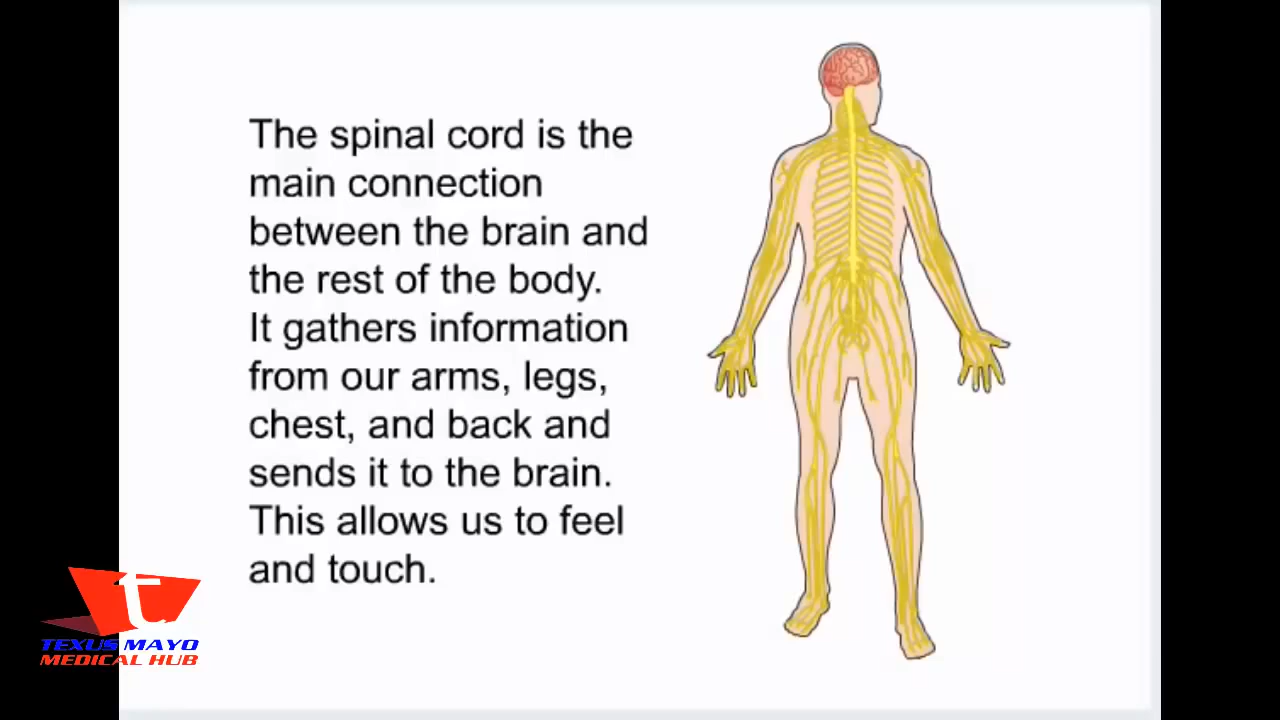 The spinal cord is the
main connection
between the brain and
the rest of the body.
It gathers information
from our arms, legs,
chest, and back and
sends it to the brain.
This allows us to feel
and touch.
t
TEXUS MAYO
MEDICAL HUB